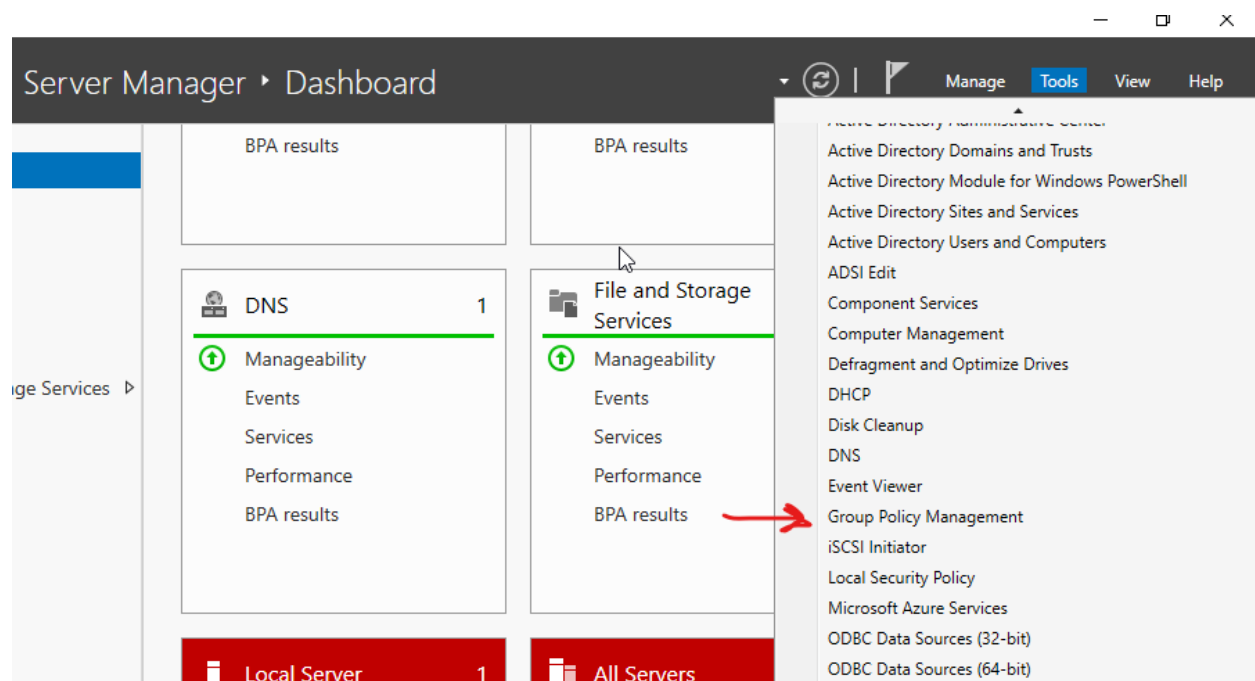 Server Manager ‣ Dashboard
Manage
Tools
View
Help
BPA results
BPA results
DNS
1
Manageability
Events
Services
Performance
BPA results
File and Storage
Services
Manageability
Events
Services
Performance
BPA results
ge Services
Local Server
1
All Servers
Active Directory Administrative Center
Active Directory Domains and Trusts
Active Directory Module for Windows PowerShell
Active Directory Sites and Services
Active Directory Users and Computers
ADSI Edit
Component Services
Computer Management
Defragment and Optimize Drives
DHCP
Disk Cleanup
DNS
Event Viewer
Group Policy Management
iSCSI Initiator
Local Security Policy
Microsoft Azure Services
ODBC Data Sources (32-bit)
ODBC Data Sources (64-bit)